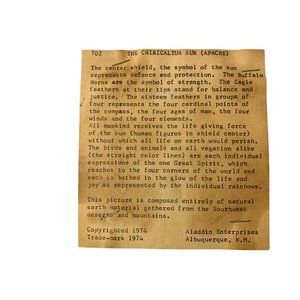 702 THE CHIRICALTUA SUN (APACHE)
The center shield, the symbol of the sun
represents defence and protection. The Buffalo
Horns are the symbol of strength. The Eagle
feathers at their tips stand for balance and
justice. The sixteen feathers in groups of
four represents the four cardinal points of
the compass, the four ages of man, the four
winds and the four elements.
All mankind receives the life giving force
of the sun (human figures in shield center)
without which all life on earth would perish.
The birds and animals and all vegation alive
(the straight color lines) are each individual
expressions of the one Great Spirit, which
reaches to the four corners of the world and
each is bathed in the glow of the life and
joy as represented by the individual rainbows.
This picture is composed entirely of natural
earth material gathered from the Southwest
deserts and mountains.
Copyrighted 1974 Aladdin Enterprises
Trade-mark 1974 Albuquerque, N.M.